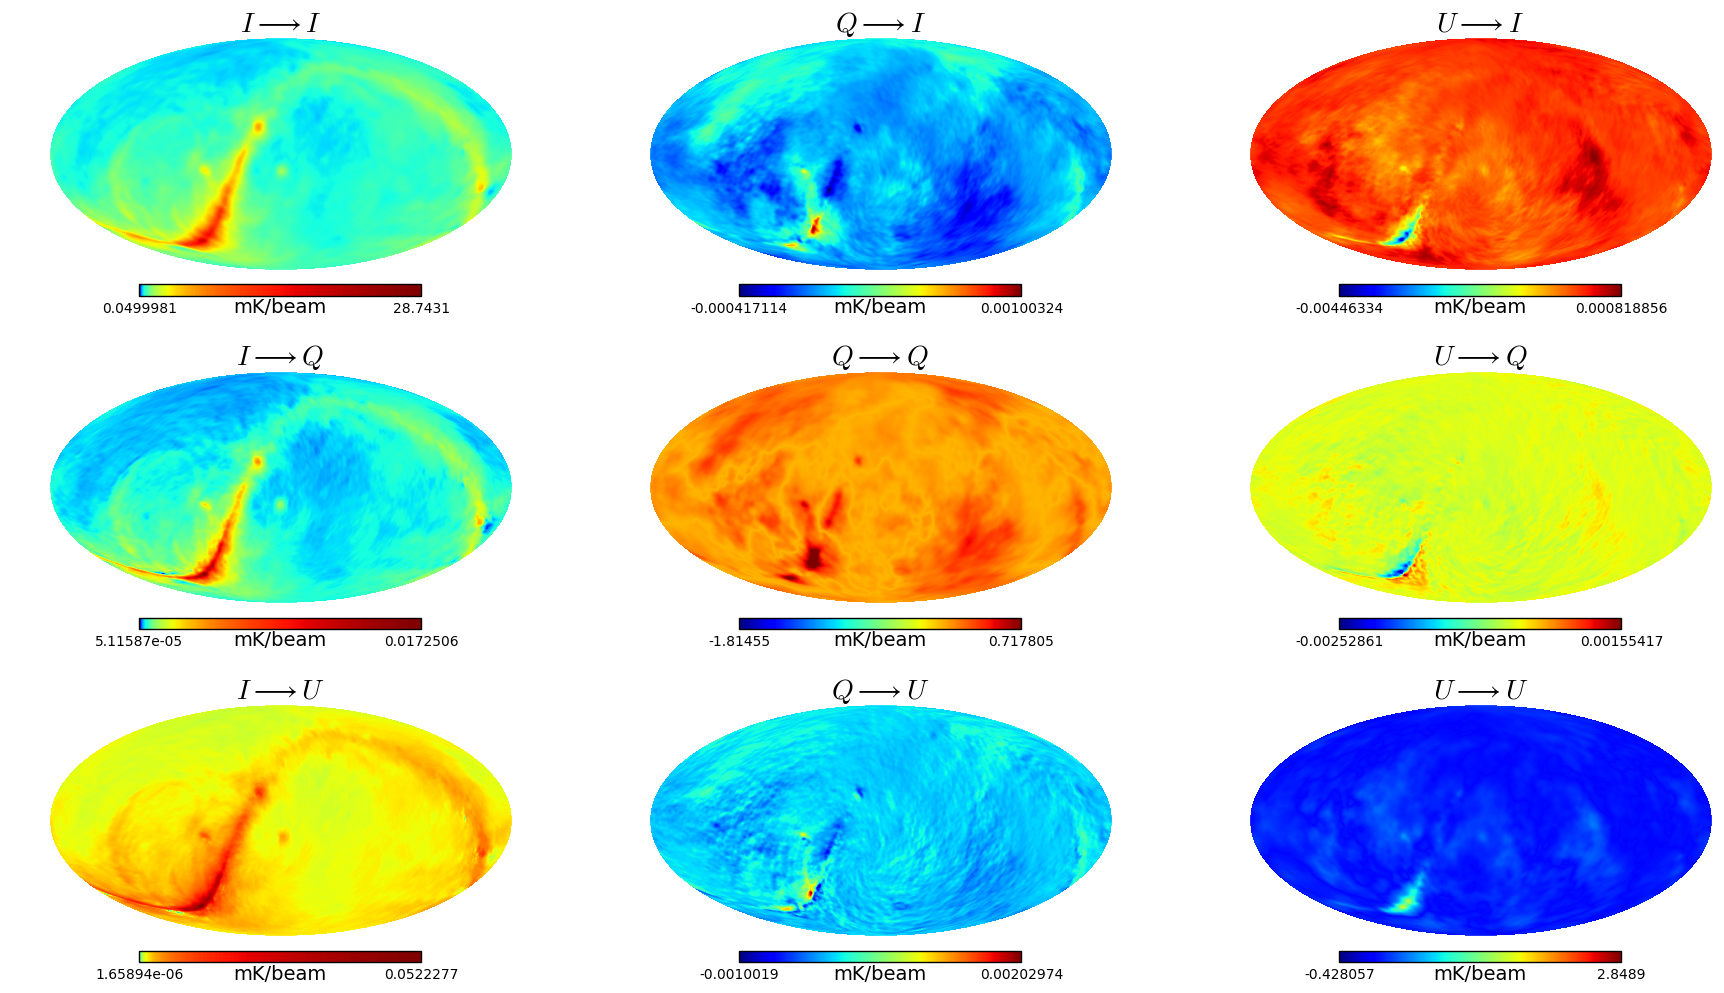 I ⟶ I
Q ⟶ I
U ⟶ I
0.0499981 mK/beam 28.7431
-0.000417114 mK/beam 0.00100324
-0.00446334 mK/beam 0.000818856
I ⟶ Q
Q ⟶ Q
U ⟶ Q
5.11587e-05 mK/beam 0.0172506
-1.81455 mK/beam 0.717805
-0.00252861 mK/beam 0.00155417
I ⟶ U
Q ⟶ U
U ⟶ U
1.65894e-06 mK/beam 0.0522277
-0.0010019 mK/beam 0.00202974
-0.428057 mK/beam 2.8489